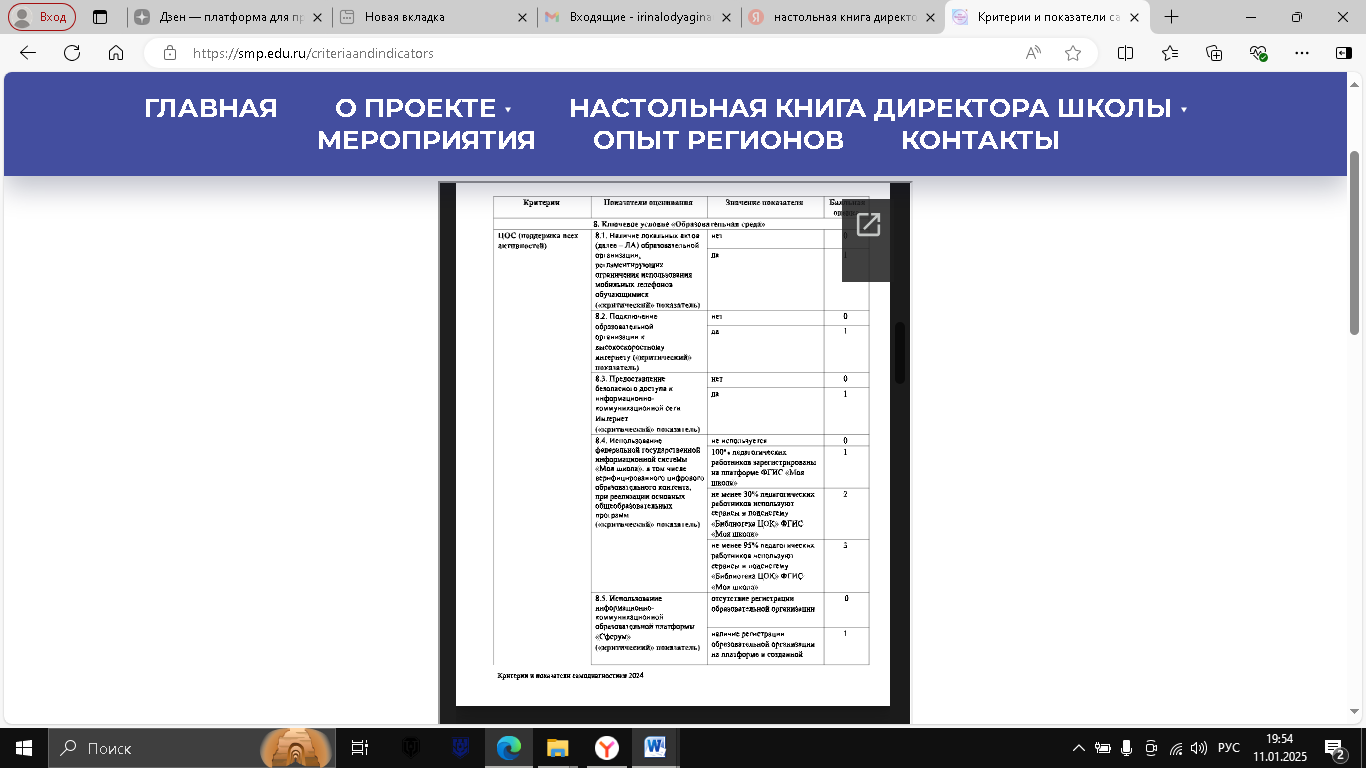 Вход
Дзен — платформа для пр
Новая вкладка
Входящие - irinalodyagina
настольная книга директо
Критерии и показатели са
https://smp.edu.ru/criteriaandindicators
ГЛАВНАЯ О ПРОЕКТЕ НАСТОЛЬНАЯ КНИГА ДИРЕКТОРА ШКОЛЫ
МЕРОПРИЯТИЯ ОПЫТ РЕГИОНОВ КОНТАКТЫ
Критерии Показатели оценивания Значение показателя
8. Ключевое условие «Образовательная среда»
ЦОС (поддержка всех
активностей)
8.1. Наличие локальных актов
(далее – ЛА) образовательной
организации,
регламентирующих
ограничения использования
мобильных телефонов
обучающимися
(«критический» показатель)
нет 0
да 1
8.2. Подключение
образовательной
организации к
высокоскоростному
интернету («критический»
показатель)
нет 0
да 1
8.3. Предоставление
безопасного доступа к
информационно-
коммуникационной сети
Интернет
(«критический» показатель)
нет 0
да 1
8.4. Использование
федеральной государственной
информационной системы
«Моя школа», в том числе
верифицированного цифрового
образовательного контента,
при реализации основных
общеобразовательных
программ
(«критический» показатель)
не используется 0
100% педагогических 1
работников зарегистрированы
на платформе ФГИС «Моя
школа»
не менее 30% педагогических 2
работников используют
сервисы и подсистему
«Библиотека ЦОК» ФГИС
«Моя школа»
не менее 95% педагогических 3
работников используют
сервисы и подсистему
«Библиотека ЦОК» ФГИС
«Моя школа»
8.5. Использование
информационно-
коммуникационной
образовательной платформы
«Сферум»
(«критический» показатель)
отсутствие регистрации 0
образовательной организации
наличие регистрации 1
образовательной организации
на платформе и созданной
Критерии и показатели самодиагностики 2024
Поиск
РУС
19:54
11.01.2025
2